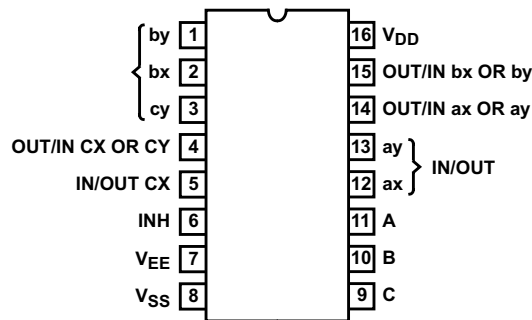 by 1 16 VDD
bx 2 15 OUT/IN bx OR by
cy 3 14 OUT/IN ax OR ay
OUT/IN CX OR CY 4 13 ay
IN/OUT
IN/OUT CX 5 12 ax
INH 6 11 A
VEE 7 10 B
VSS 8 9 C